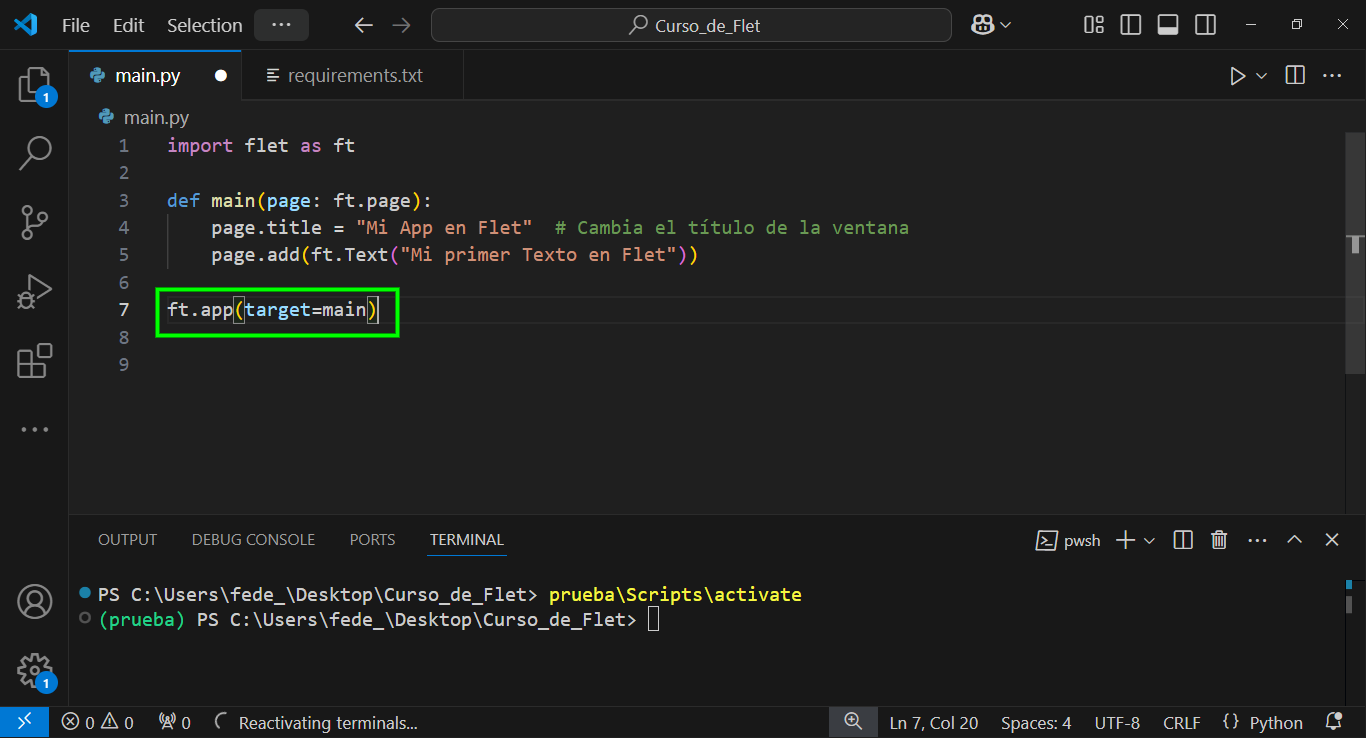 File Edit Selection ··· Curso_de_Flet
1
main.py requirements.txt
main.py
1 import flet as ft
2
3 def main(page: ft.page):
4     page.title = "Mi App en Flet"  # Cambia el título de la ventana
5     page.add(ft.Text("Mi primer Texto en Flet"))
6
7 ft.app(target=main)
8
9
OUTPUT DEBUG CONSOLE PORTS TERMINAL pwsh
PS C:\Users\fede_\Desktop\Curso_de_Flet> prueba\Scripts\activate
(prueba) PS C:\Users\fede_\Desktop\Curso_de_Flet>
1
0 0 0 Reactivating terminals... Ln 7, Col 20 Spaces: 4 UTF-8 CRLF {} Python